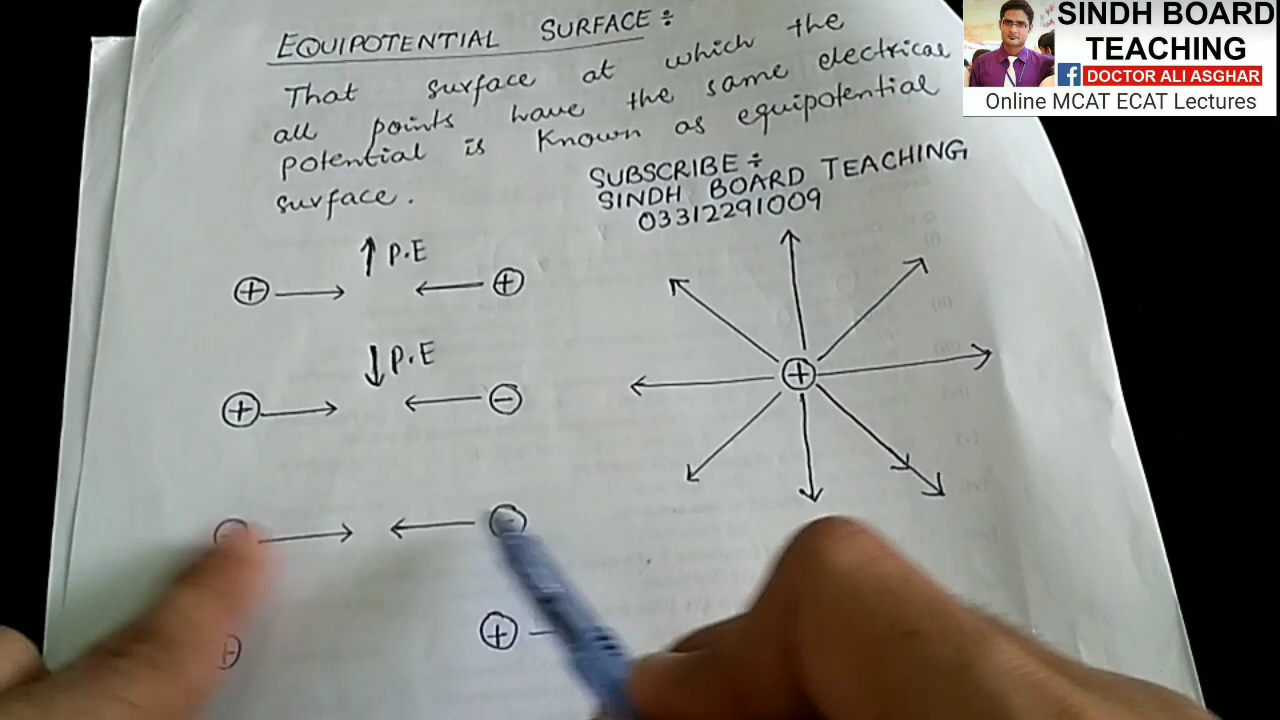 EQUIPOTENTIAL SURFACE ÷
That surface at which the
all points have the same electrical
potential is known as equipotential
surface.
SUBSCRIBE ÷
SINDH BOARD TEACHING
03312291009
↑ P.E
+ +
↓ P.E
+ -
-
+
+
SINDH BOARD
TEACHING
f DOCTOR ALI ASGHAR
Online MCAT ECAT Lectures